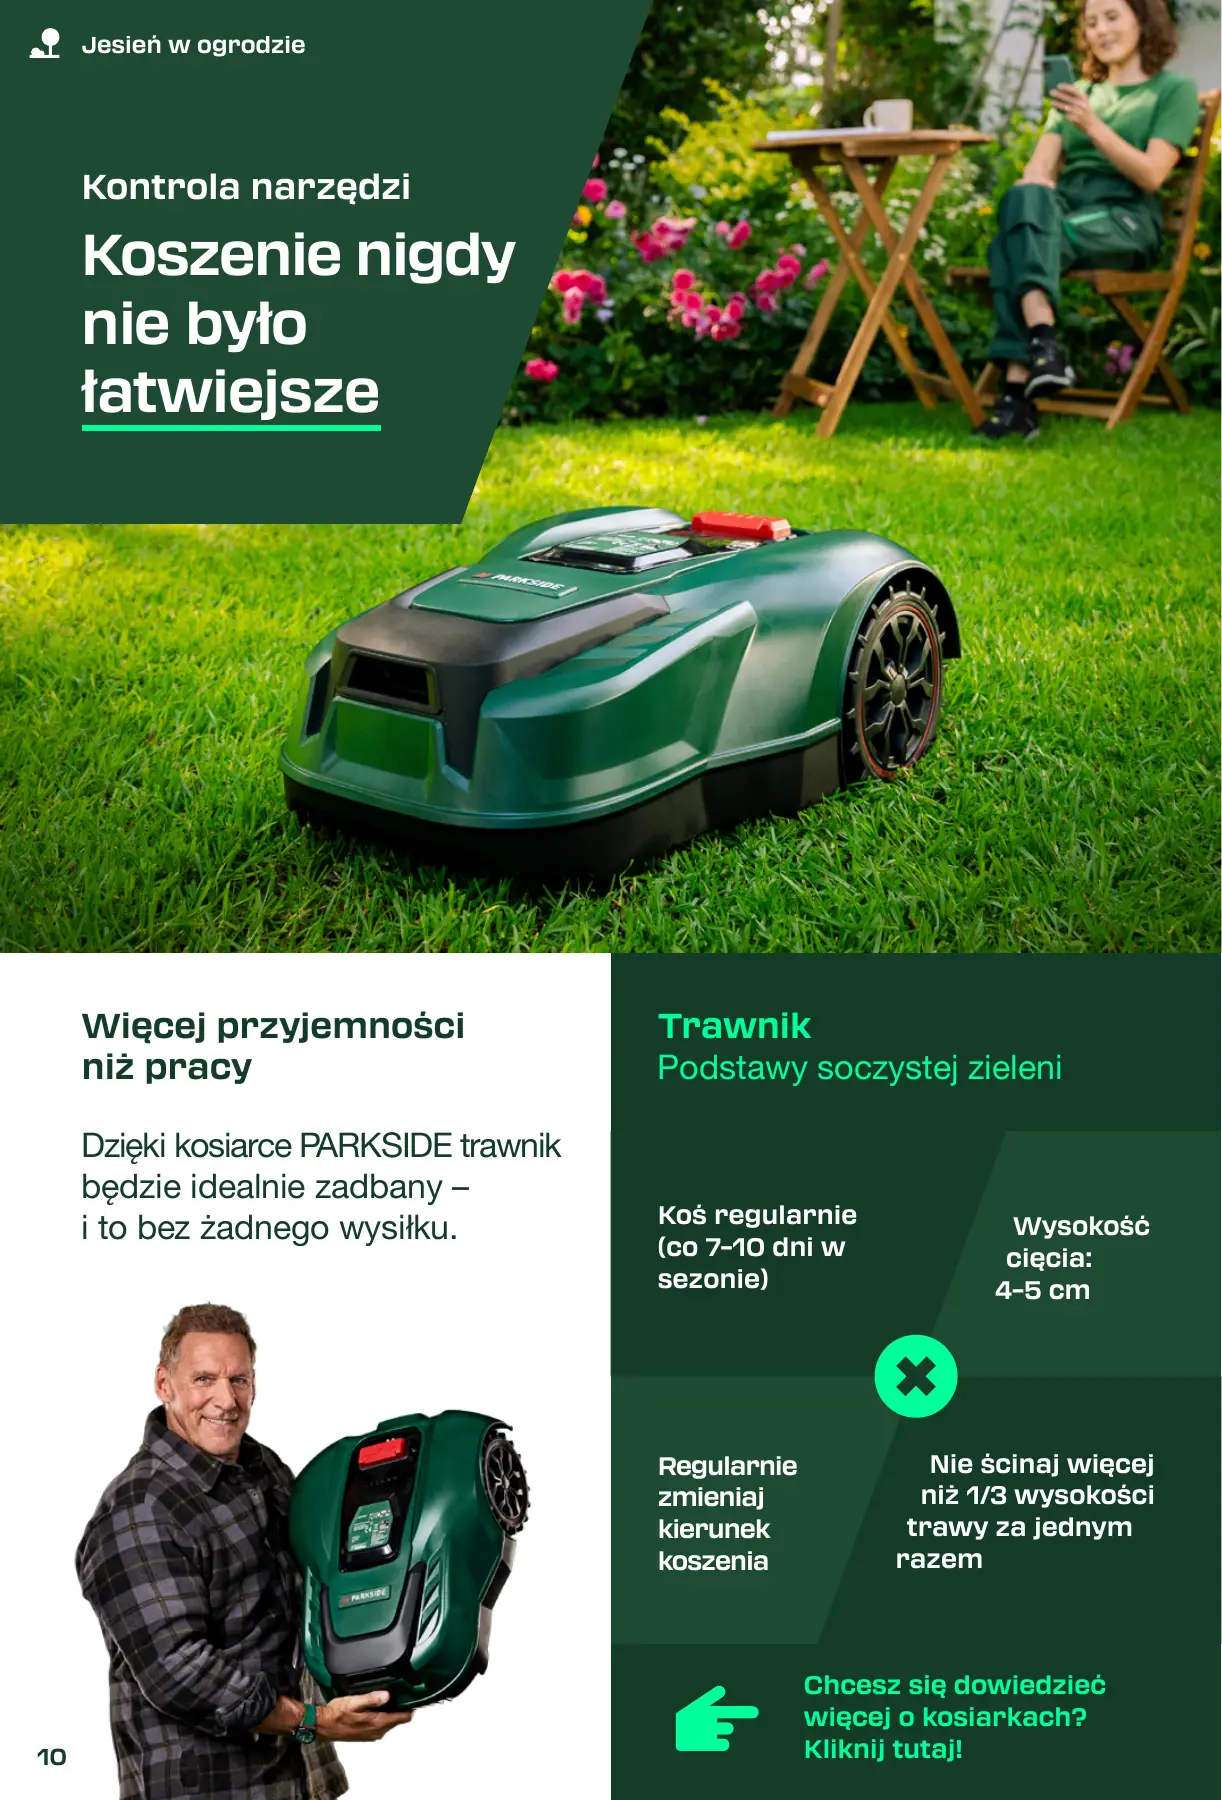 Jesień w ogrodzie
Kontrola narzędzi
Koszenie nigdy
nie było
łatwiejsze
PARKSIDE
Więcej przyjemności
niż pracy
Dzięki kosiarce PARKSIDE trawnik
będzie idealnie zadbany –
i to bez żadnego wysiłku.
PARKSIDE
10
Trawnik
Podstawy soczystej zieleni
Koś regularnie
(co 7–10 dni w
sezonie)
Wysokość
cięcia:
4–5 cm
Regularnie
zmieniaj
kierunek
koszenia
Nie ścinaj więcej
niż 1/3 wysokości
trawy za jednym
razem
Chcesz się dowiedzieć
więcej o kosiarkach?
Kliknij tutaj!